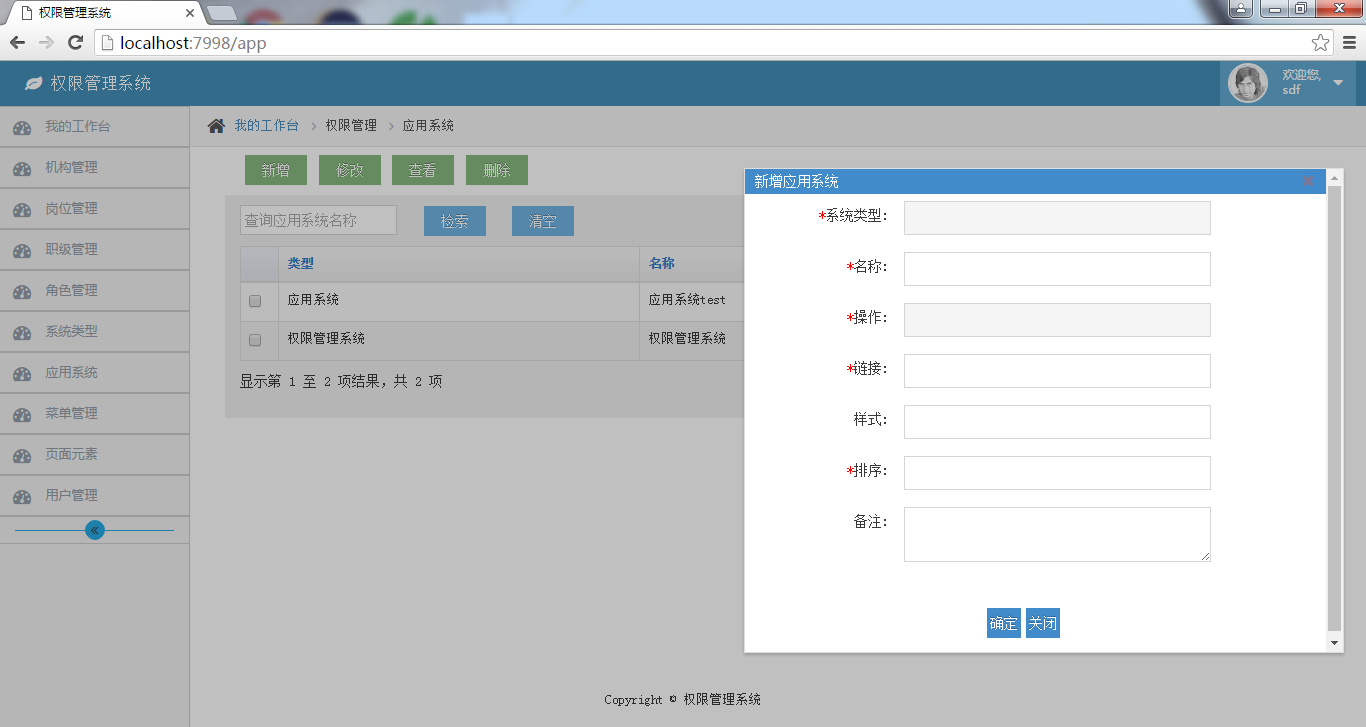 权限管理系统
localhost:7998/app
权限管理系统
欢迎您,
sdf
我的工作台
机构管理
岗位管理
职级管理
角色管理
系统类型
应用系统
菜单管理
页面元素
用户管理
我的工作台 > 权限管理 > 应用系统
新增 修改 查看 删除
查询应用系统名称 检索 清空
类型 名称
应用系统 应用系统test
权限管理系统 权限管理系统
显示第 1 至 2 项结果，共 2 项
新增应用系统
*系统类型:
*名称:
*操作:
*链接:
样式:
*排序:
备注:
确定 关闭
Copyright © 权限管理系统